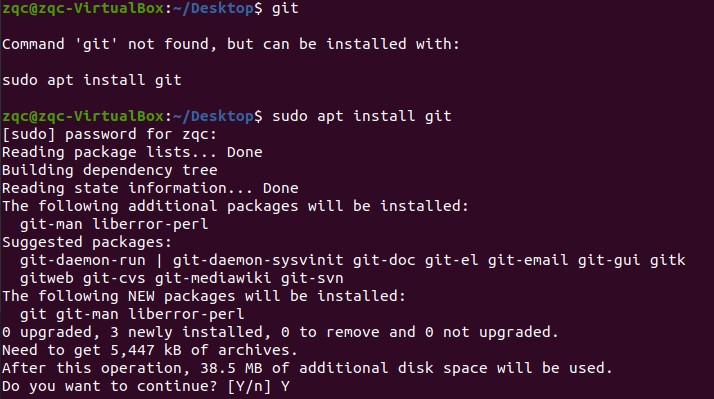 zqc@zqc-VirtualBox:~/Desktop$ git
Command 'git' not found, but can be installed with:
sudo apt install git
zqc@zqc-VirtualBox:~/Desktop$ sudo apt install git
[sudo] password for zqc:
Reading package lists... Done
Building dependency tree
Reading state information... Done
The following additional packages will be installed:
  git-man liberror-perl
Suggested packages:
  git-daemon-run | git-daemon-sysvinit git-doc git-el git-email git-gui gitk
  gitweb git-cvs git-mediawiki git-svn
The following NEW packages will be installed:
  git git-man liberror-perl
0 upgraded, 3 newly installed, 0 to remove and 0 not upgraded.
Need to get 5,447 kB of archives.
After this operation, 38.5 MB of additional disk space will be used.
Do you want to continue? [Y/n] Y